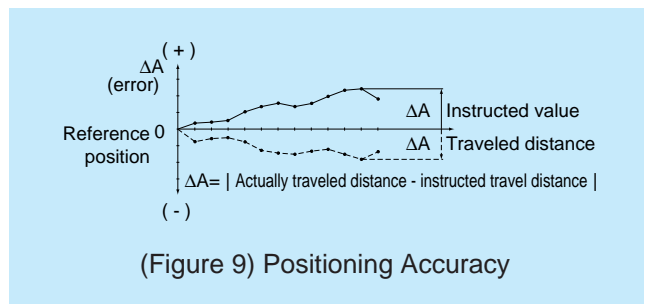 ( + )
ΔA
(error)
ΔA Instructed value
Reference 0
position
ΔA Traveled distance
ΔA= | Actually traveled distance - instructed travel distance |
( - )
(Figure 9) Positioning Accuracy